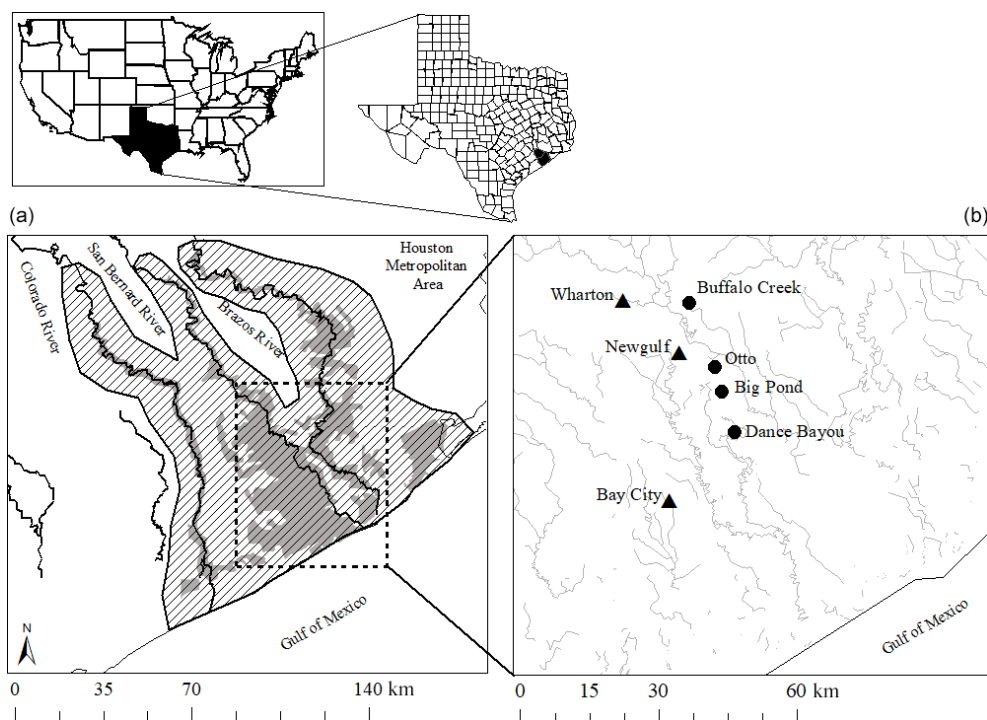 (a)
(b)
Houston
Metropolitan
Area
Colorado River
San Bernard River
Brazos River
Gulf of Mexico
N
0 35 70 140 km
Wharton
Buffalo Creek
Newgulf
Otto
Big Pond
Dance Bayou
Bay City
Gulf of Mexico
0 15 30 60 km